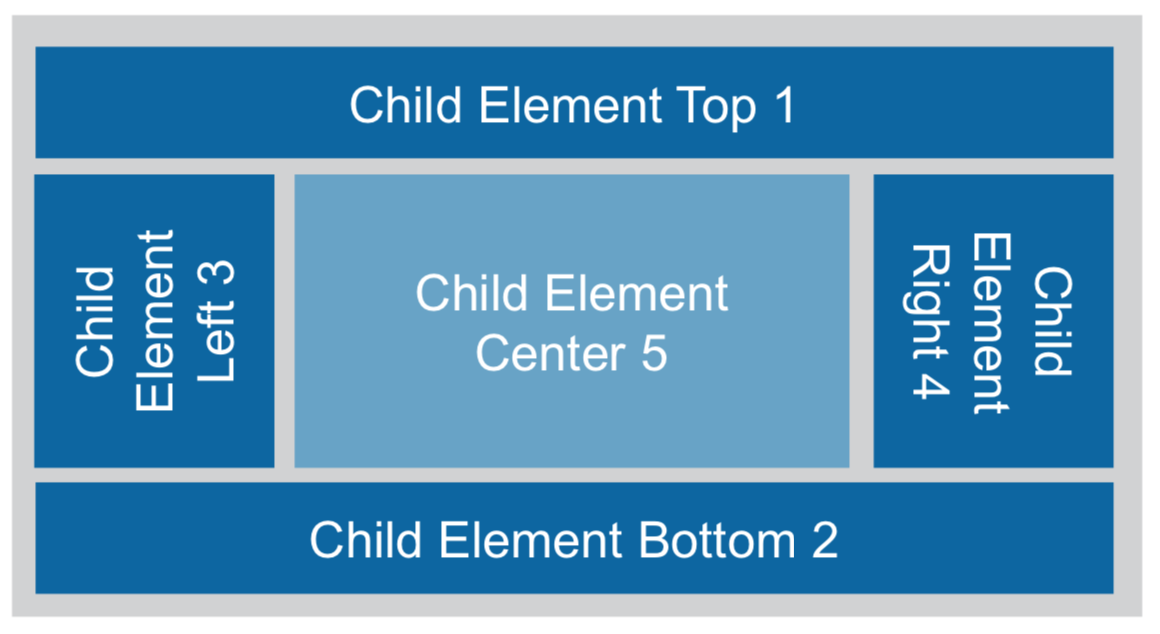 Child Element Top 1
Child
Element
Left 3
Child Element
Center 5
Child
Element
Right 4
Child Element Bottom 2